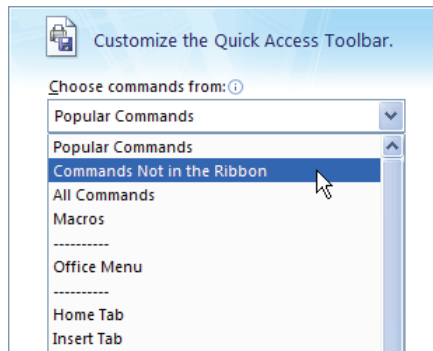 Customize the Quick Access Toolbar.
Choose commands from:
Popular Commands
Popular Commands
Commands Not in the Ribbon
All Commands
Macros
----------
Office Menu
----------
Home Tab
Insert Tab